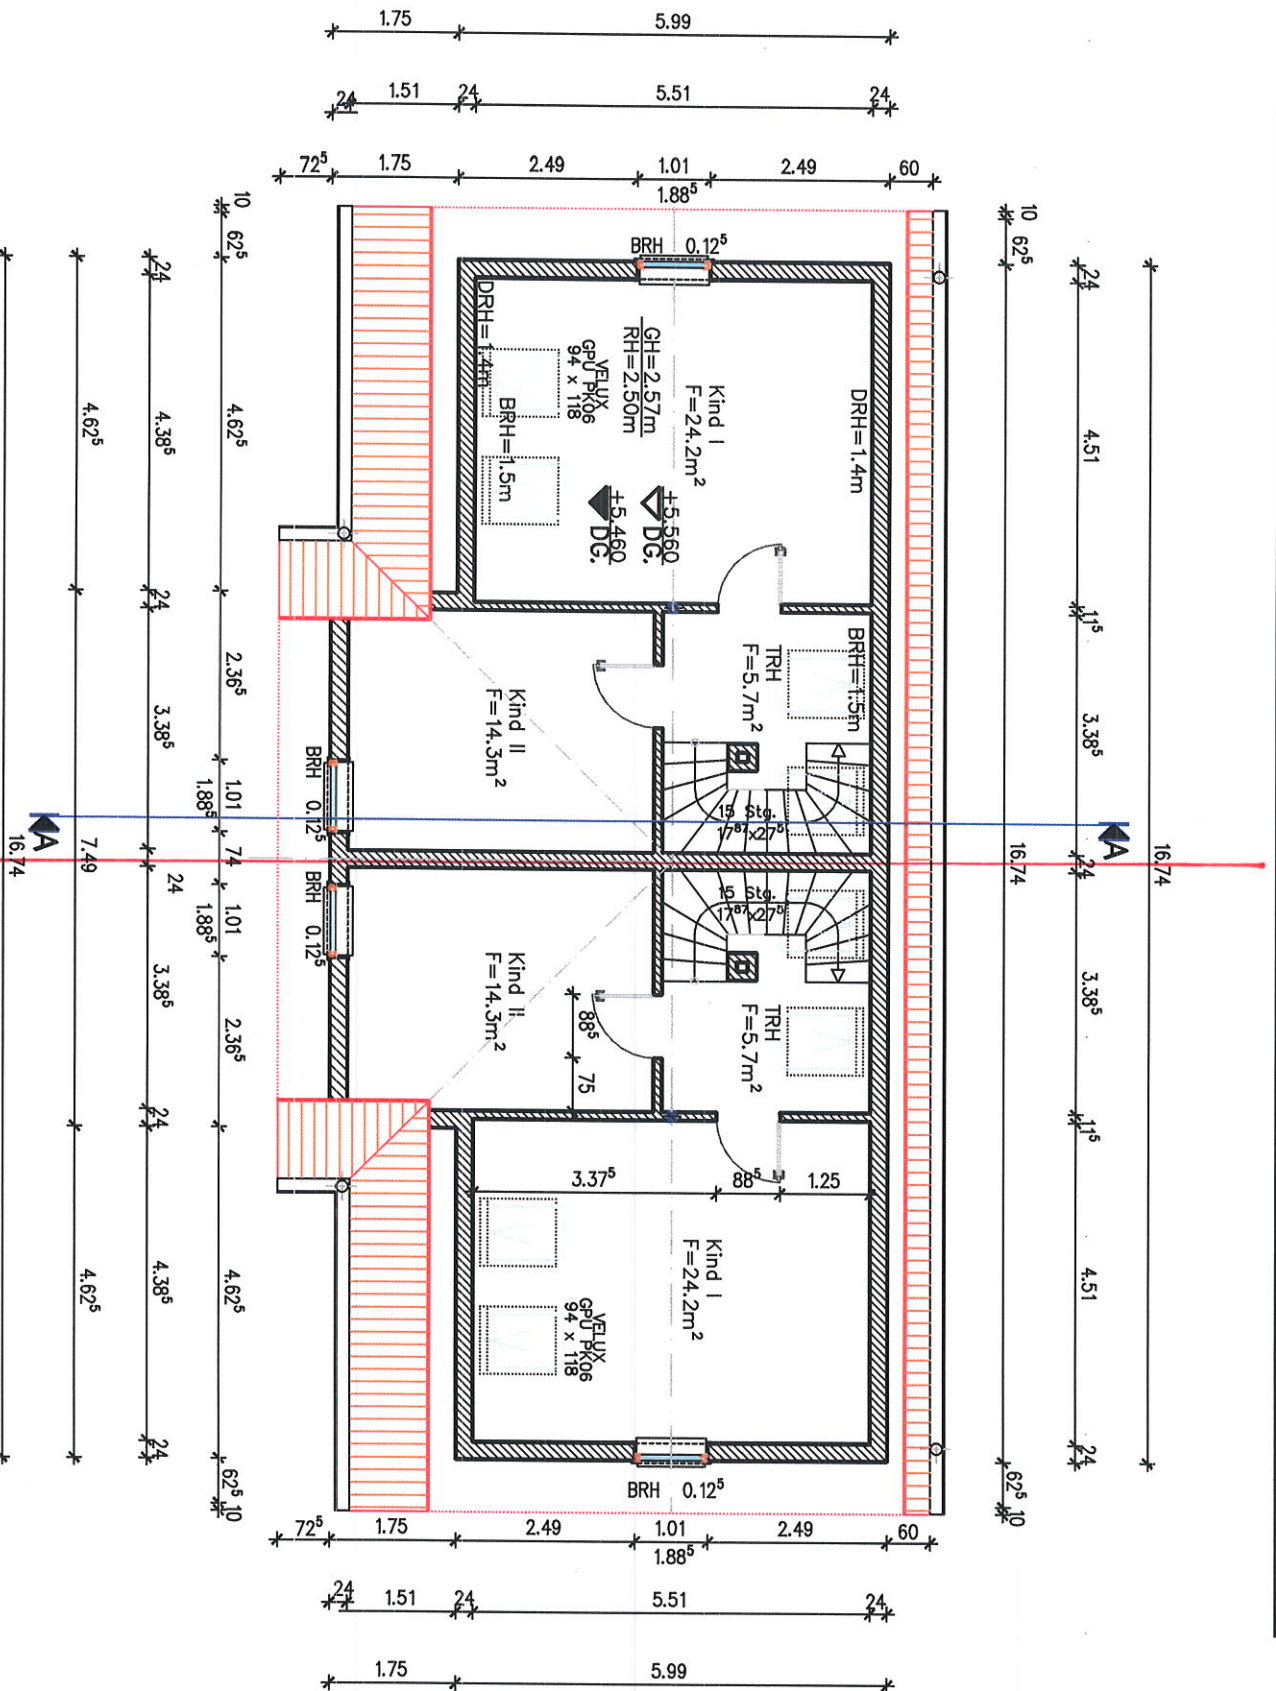 1.75 5.99
24 1.51 24 5.51 24
72⁵ 1.75 2.49 1.01 2.49 60
1.88⁵
BRH 0.12⁵
10 62⁵ 4.62⁵ 2.36⁵ 1.01 74 1.01 2.36⁵ 4.62⁵ 62⁵ 10
1.88⁵ 1.88⁵
24 4.38⁵ 24 3.38⁵ 24 3.38⁵ 24 4.38⁵ 24
4.62⁵ 7.49 4.62⁵
16.74
10 62⁵ 16.74 62⁵ 10
24 4.51 11⁵ 3.38⁵ 24 3.38⁵ 11⁵ 4.51 24
16.74
DRH=1.4m
Kind I
F=24.2m²
GH=2.57m
RH=2.50m
VELUX
GPU PK06
94 x 118
DRH=1.4m
BRH=1.5m
+5.560
DG.
+5.460
DG.
BRH=1.5m
TRH
F=5.7m²
Kind II
F=14.3m²
15 Stg.
17⁸⁷x27⁵
BRH 0.12⁵
A
A
15 Stg.
17⁸⁷x27⁵
BRH 0.12⁵
TRH
F=5.7m²
Kind II
F=14.3m²
88⁵ 75
3.37⁵ 88⁵ 1.25
Kind I
F=24.2m²
VELUX
GPU PK06
94 x 118
BRH 0.12⁵
72⁵ 1.75 2.49 1.01 2.49 60
1.88⁵
24 1.51 24 5.51 24
1.75 5.99